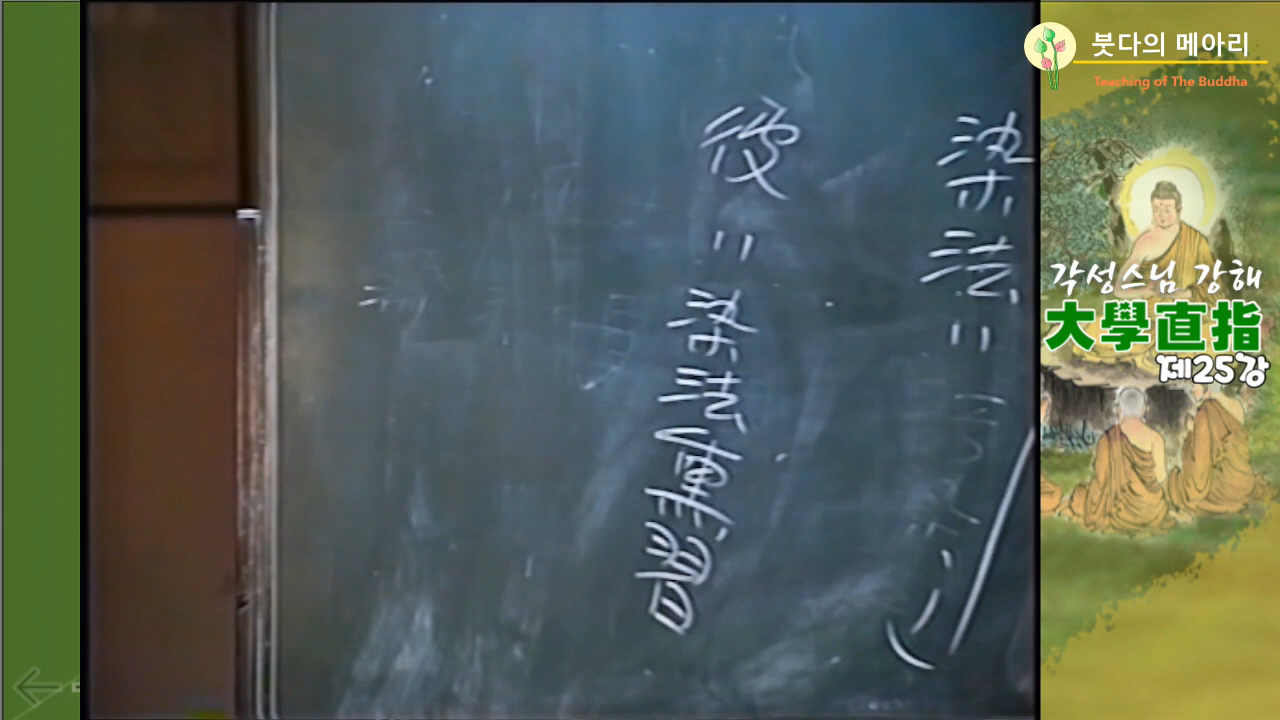 붓다의 메아리
Teaching of The Buddha
각성스님 강해
大學直指
제25강
染法 =
彼 = 染法熏習